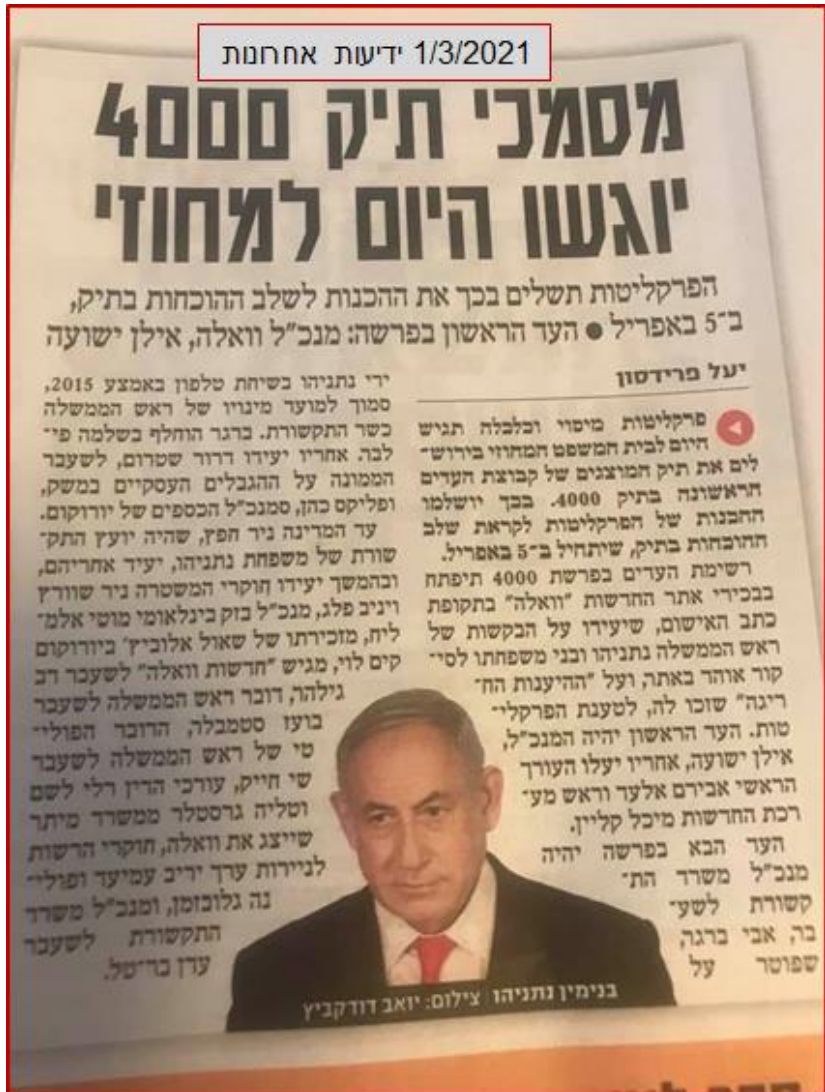 1/3/2021 ידיעות אחרונות
מסמכי תיק 4000
יוגשו היום למחוזי
הפרקליטות תשלים בכך את ההכנות לשלב ההוכחות בתיק,
ב־5 באפריל ● העד הראשון בפרשה: מנכ"ל וואלה, אילן ישועה
יעל פרידסון
פרקליטות מיסוי וכלכלה תגיש
היום לבית המשפט המחוזי בירוש־
לים את תיק המוצגים של קבוצת העדים
הראשונה בתיק 4000. בכך יושלמו
ההכנות של הפרקליטות לקראת שלב
ההוכחות בתיק, שיתחיל ב־5 באפריל.
רשימת העדים בפרשת 4000 תיפתח
בבכירי אתר החדשות "וואלה" בתקופת
כתב האישום, שיעידו על הבקשות של
ראש הממשלה נתניהו ובני משפחתו לסי־
קור אוהד באתר, ועל "ההיענות הח־
ריגה" שזכו לה, לטענת הפרקלי־
טות. העד הראשון יהיה המנכ"ל,
אילן ישועה, אחריו יעלו העורך
הראשי אבירם אלעד וראש מע־
רכת החדשות מיכל קליין.
העד הבא בפרשה יהיה
מנכ"ל משרד הת־
קשורת לשע־
בר, אבי ברגר,
שפוטר על
ידי נתניהו בשיחת טלפון באמצע 2015,
סמוך למועד מינויו של ראש הממשלה
כשר התקשורת. ברגר הוחלף בשלמה פי־
לבר. אחריו יעידו דרור שטרום, לשעבר
הממונה על ההגבלים העסקיים במשק,
ופליקס כהן, סמנכ"ל הכספים של יורוקום.
עד המדינה ניר חפץ, שהיה יועץ התק־
שורת של משפחת נתניהו, יעיד אחריהם,
ובהמשך יעידו חוקרי המשטרה ניר שוורץ
ויניב פלג, מנכ"ל בזק בינלאומי מוטי אלמ־
ליח, מזכירתו של שאול אלוביץ' ביורוקום
קים לוי, מגיש "חדשות וואלה" לשעבר דב
גילהר, דובר ראש הממשלה לשעבר
בועז סטמבלר, הדובר הפולי־
טי של ראש הממשלה לשעבר
שי חייק, עורכי הדין רלי לשם
וטליה גרסטלר ממשרד מיתר
שייצג את וואלה, חוקרי הרשות
לניירות ערך יריב עמיעד ופולי־
נה גלובזמן, ומנכ"ל משרד
התקשורת לשעבר
ערן בר־טל.
בנימין נתניהו צילום: יואב דודקביץ